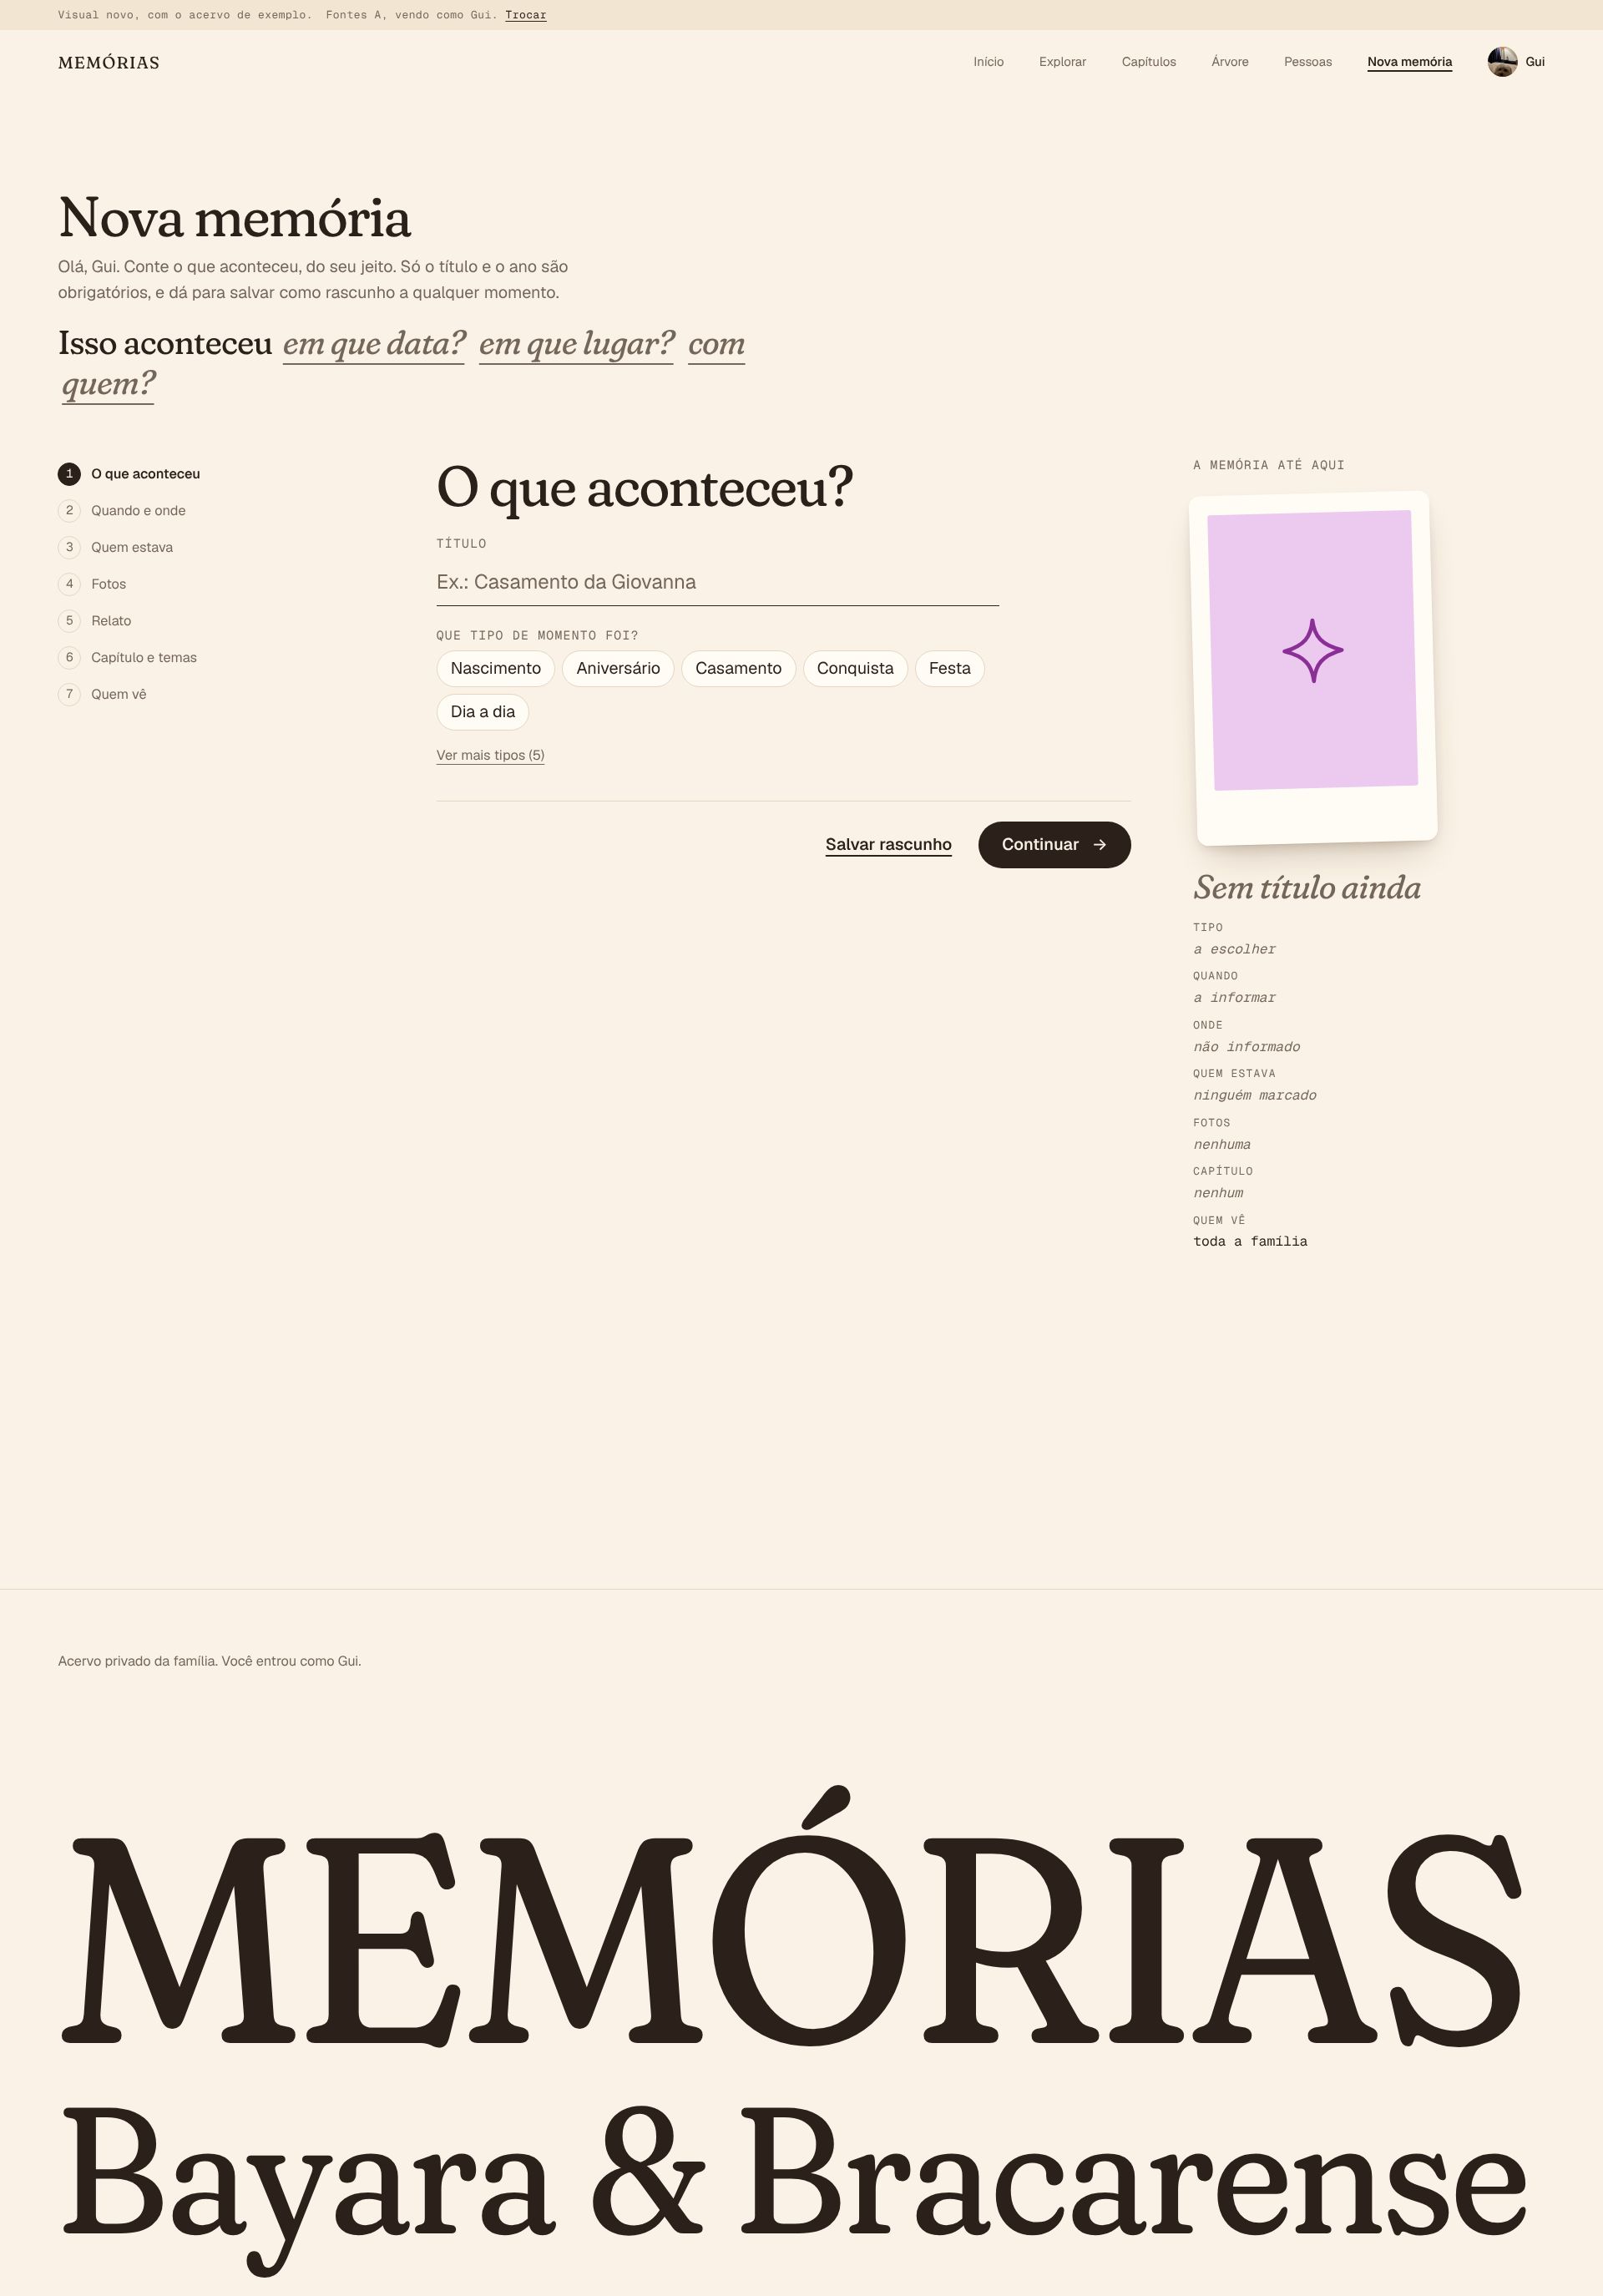 Visual novo, com o acervo de exemplo. Fontes A, vendo como Gui. Trocar
MEMÓRIAS
Início
Explorar
Capítulos
Árvore
Pessoas
Nova memória
Gui
Nova memória
Olá, Gui. Conte o que aconteceu, do seu jeito. Só o título e o ano são
obrigatórios, e dá para salvar como rascunho a qualquer momento.
Isso aconteceu em que data? em que lugar? com
quem?
1 O que aconteceu
2 Quando e onde
3 Quem estava
4 Fotos
5 Relato
6 Capítulo e temas
7 Quem vê
O que aconteceu?
TÍTULO
Ex.: Casamento da Giovanna
QUE TIPO DE MOMENTO FOI?
Nascimento
Aniversário
Casamento
Conquista
Festa
Dia a dia
Ver mais tipos (5)
Salvar rascunho
Continuar →
A MEMÓRIA ATÉ AQUI
Sem título ainda
TIPO
a escolher
QUANDO
a informar
ONDE
não informado
QUEM ESTAVA
ninguém marcado
FOTOS
nenhuma
CAPÍTULO
nenhum
QUEM VÊ
toda a família
Acervo privado da família. Você entrou como Gui.
MEMÓRIAS
Bayara & Bracarense